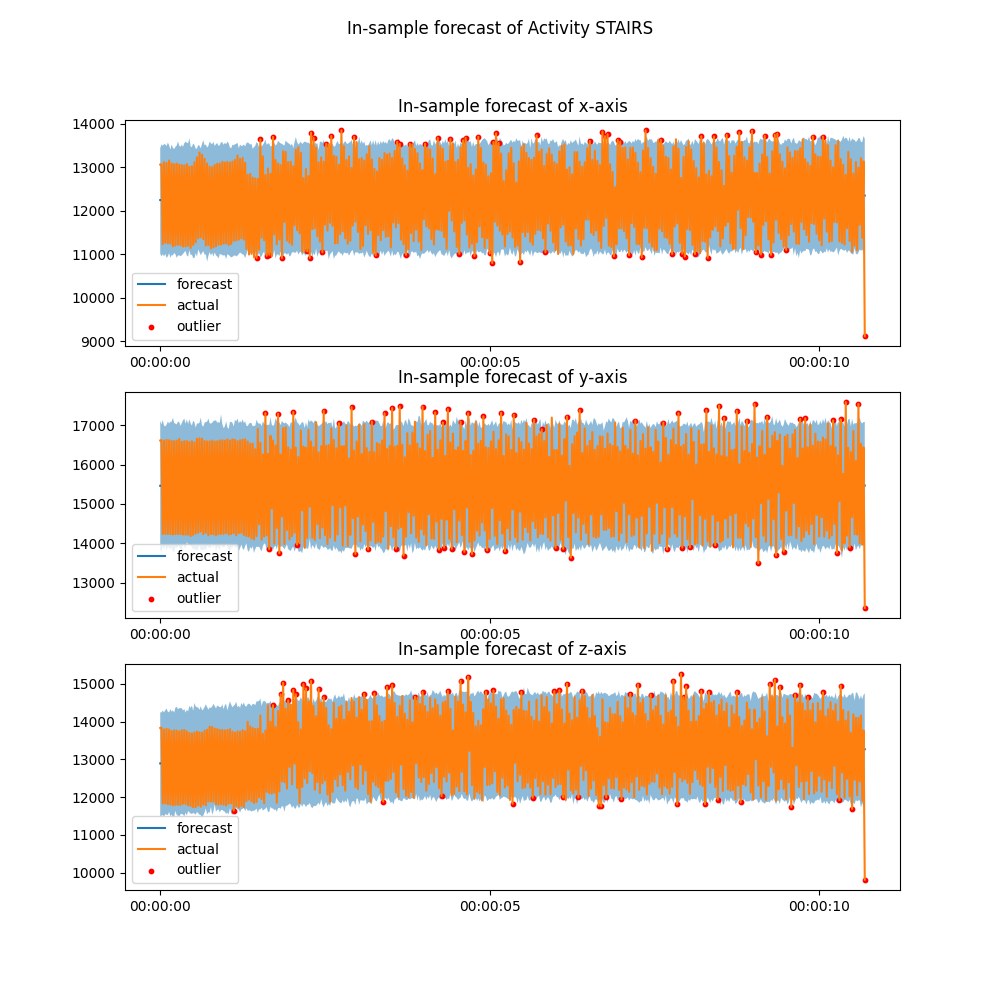 In-sample forecast of Activity STAIRS
In-sample forecast of x-axis
14000
13000
12000
11000
10000
9000
forecast
actual
outlier
00:00:00 00:00:05 00:00:10
In-sample forecast of y-axis
17000
16000
15000
14000
13000
forecast
actual
outlier
00:00:00 00:00:05 00:00:10
In-sample forecast of z-axis
15000
14000
13000
12000
11000
10000
forecast
actual
outlier
00:00:00 00:00:05 00:00:10